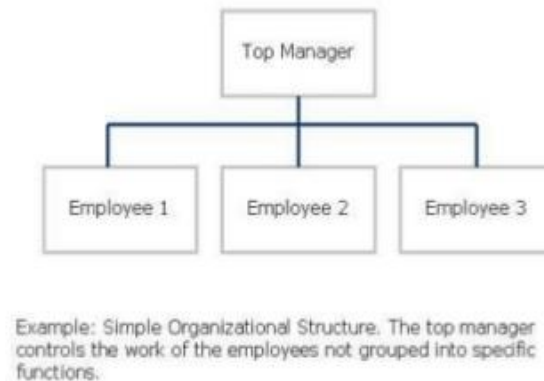 Top Manager
Employee 1
Employee 2
Employee 3
Example: Simple Organizational Structure. The top manager
controls the work of the employees not grouped into specific
functions.